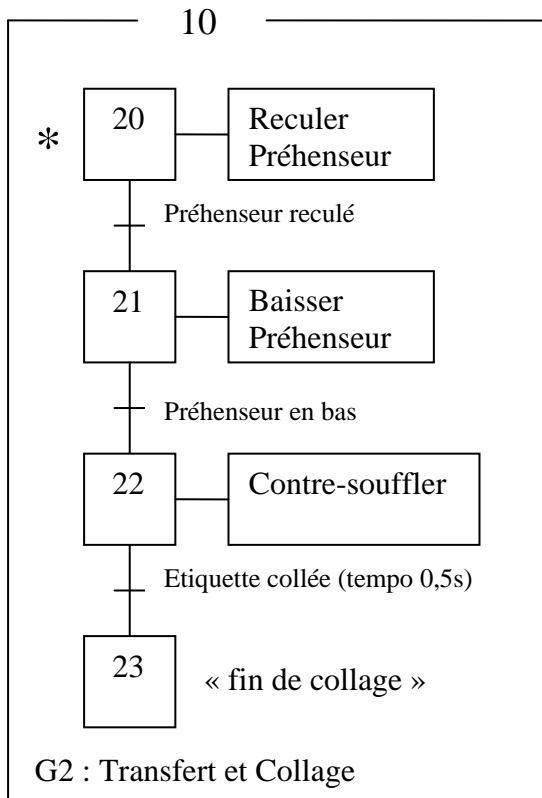 10
*
20
Reculer
Préhenseur
Préhenseur reculé
21
Baisser
Préhenseur
Préhenseur en bas
22
Contre-souffler
Etiquette collée (tempo 0,5s)
23
« fin de collage »
G2 : Transfert et Collage